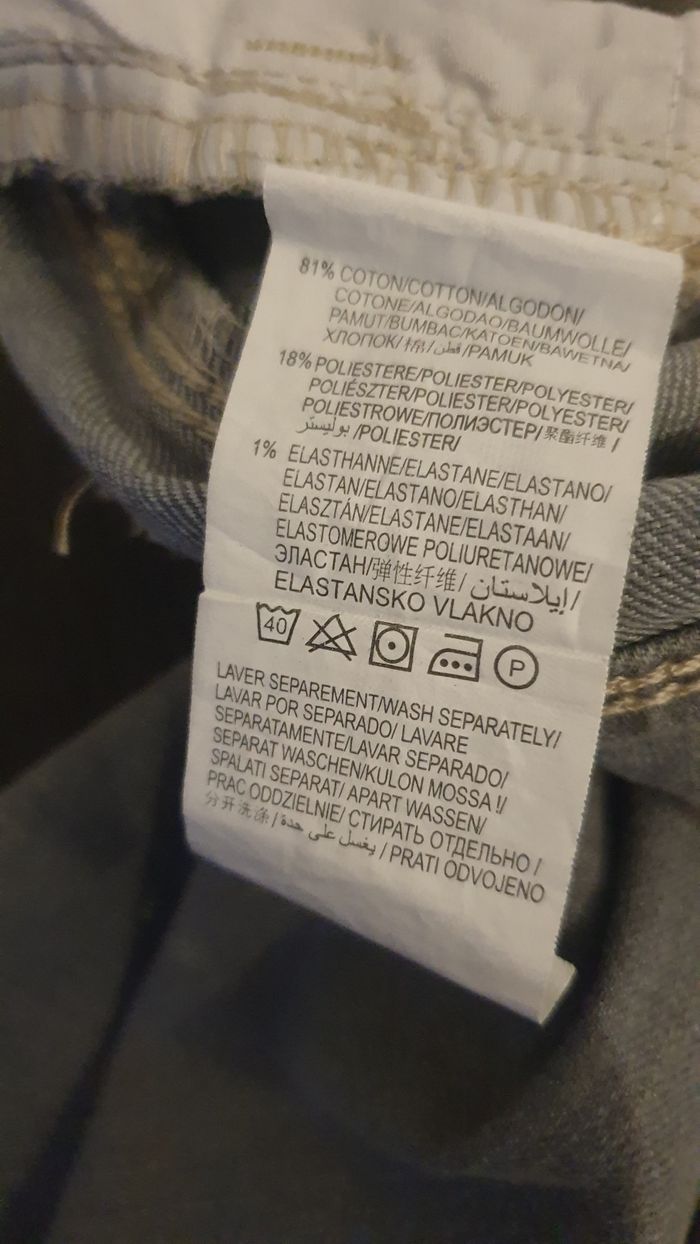 81% COTON/COTTON/ALGODÓN/
COTONE/ALGODAO/BAUMWOLLE/
PAMUT/BUMBAC/KATOEN/BAWEŁNA/
ХЛОПОК/棉/قطن/PAMUK
18% POLIESTERE/POLIESTER/POLYESTER/
POLIÉSZTER/POLIESTER/POLYESTER/
POLIESTROWE/ПОЛИЭСТЕР/聚酯纤维/
بوليستر/POLIESTER/
1% ELASTHANNE/ELASTANE/ELASTANO/
ELASTAN/ELASTANO/ELASTHAN/
ELASZTÁN/ELASTANE/ELASTAAN/
ELASTOMEROWE POLIURETANOWE/
ЭЛАСТАН/弹性纤维/إيلاستان/
ELASTANSKO VLAKNO
40 P
LAVER SEPAREMENT/WASH SEPARATELY/
LAVAR POR SEPARADO/ LAVARE
SEPARATAMENTE/LAVAR SEPARADO/
SEPARAT WASCHEN/KULON MOSSA !/
SPALATI SEPARAT/ APART WASSEN/
PRAC ODDZIELNIE/ СТИРАТЬ ОТДЕЛЬНО /
分开洗涤/يغسل على حدة / PRATI ODVOJENO